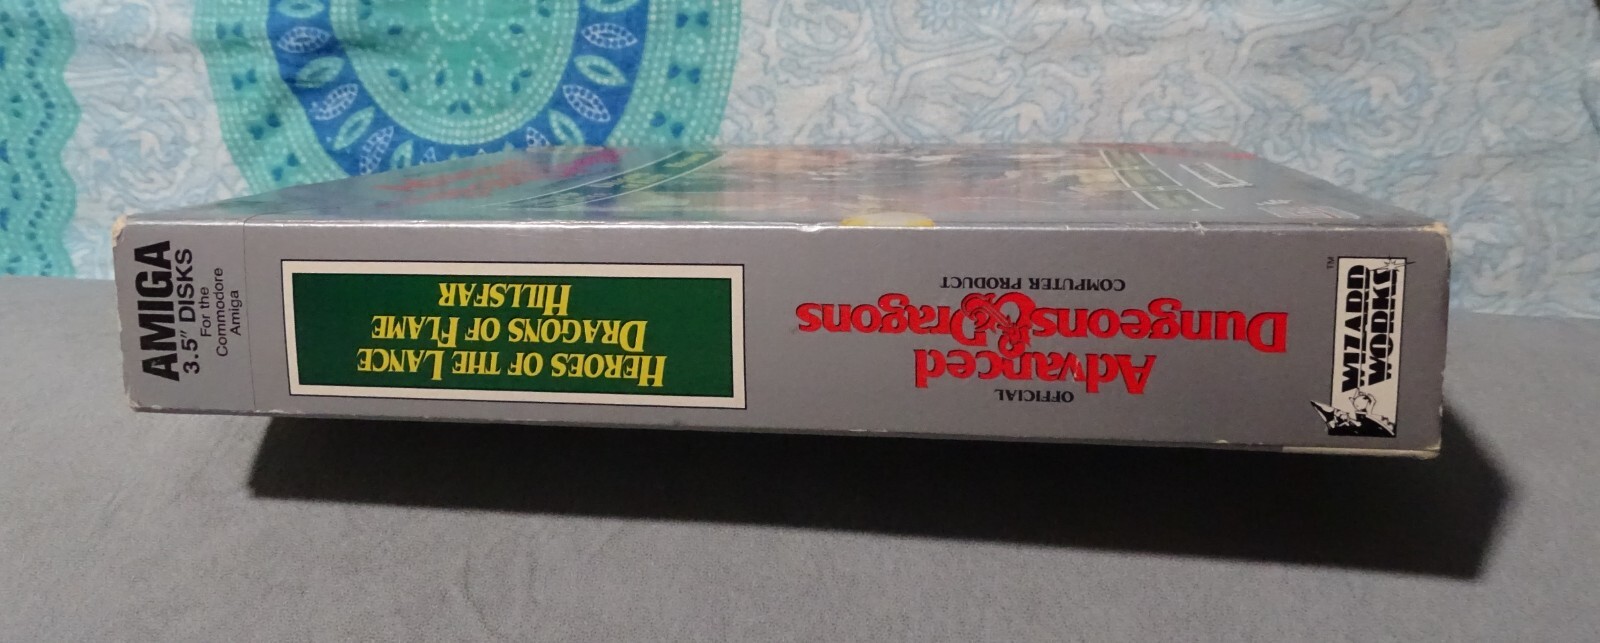 AMIGA
3.5" DISKS
For the
Commodore
Amiga
HEROES OF THE LANCE
DRAGONS OF FLAME
HILLSFAR
OFFICIAL
Advanced
Dungeons & Dragons
COMPUTER PRODUCT
WIZARD
WORKS
TM